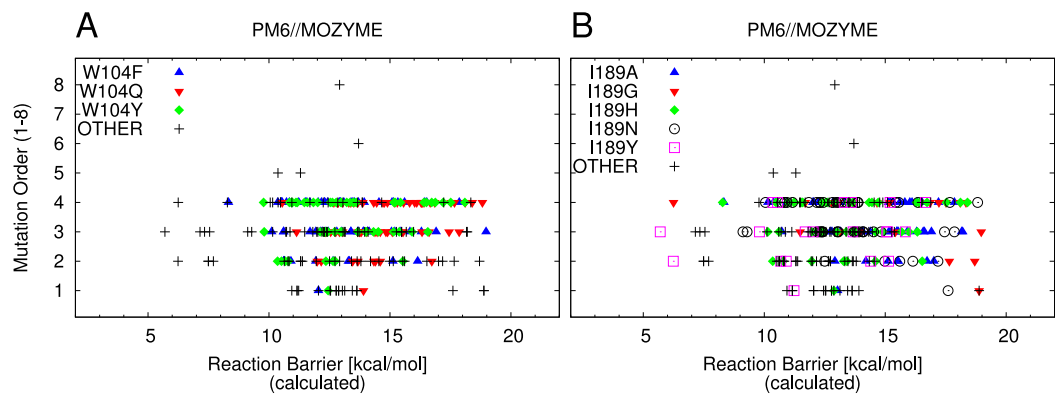 A
PM6//MOZYME
W104F
W104Q
W104Y
OTHER
Mutation Order (1-8)
8
7
6
5
4
3
2
1
5
10
15
20
Reaction Barrier [kcal/mol]
(calculated)
B
PM6//MOZYME
I189A
I189G
I189H
I189N
I189Y
OTHER
5
10
15
20
Reaction Barrier [kcal/mol]
(calculated)